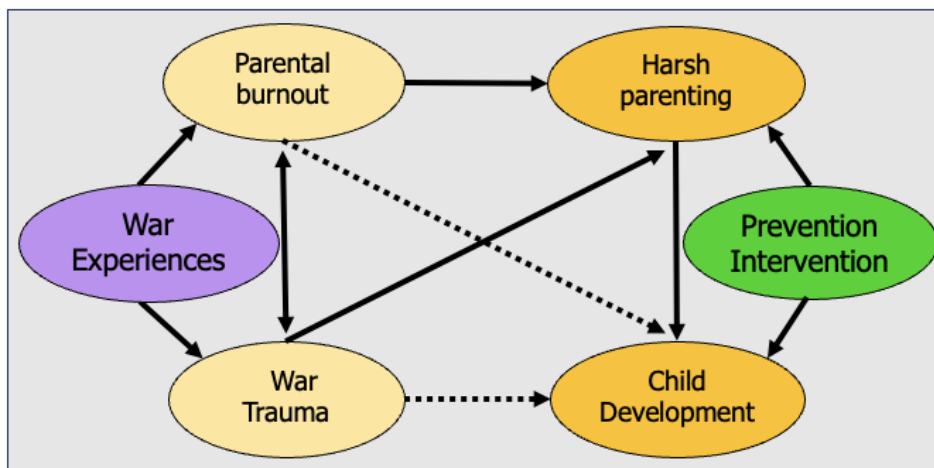 Parental
burnout
Harsh
parenting
War
Experiences
Prevention
Intervention
War
Trauma
Child
Development